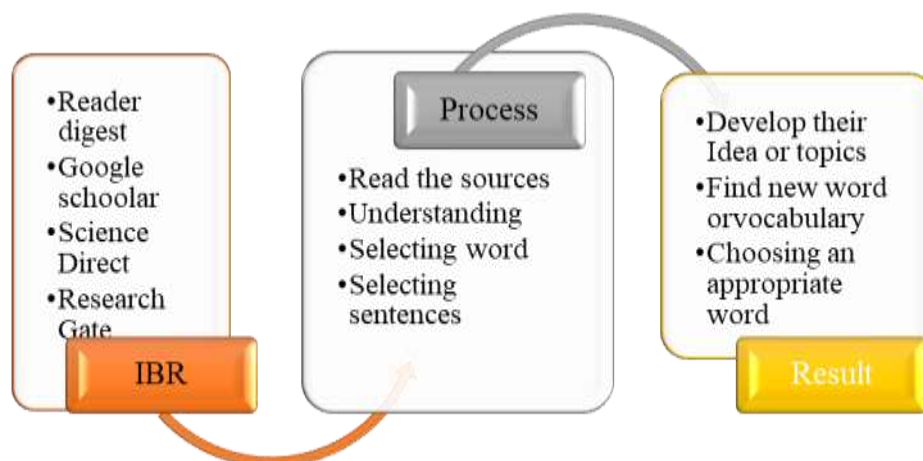 •Reader
digest
•Google
schoolar
•Science
Direct
•Research
Gate
IBR
Process
•Read the sources
•Understanding
•Selecting word
•Selecting
sentences
•Develop their
Idea or topics
•Find new word
orvocabulary
•Choosing an
appropriate
word
Result